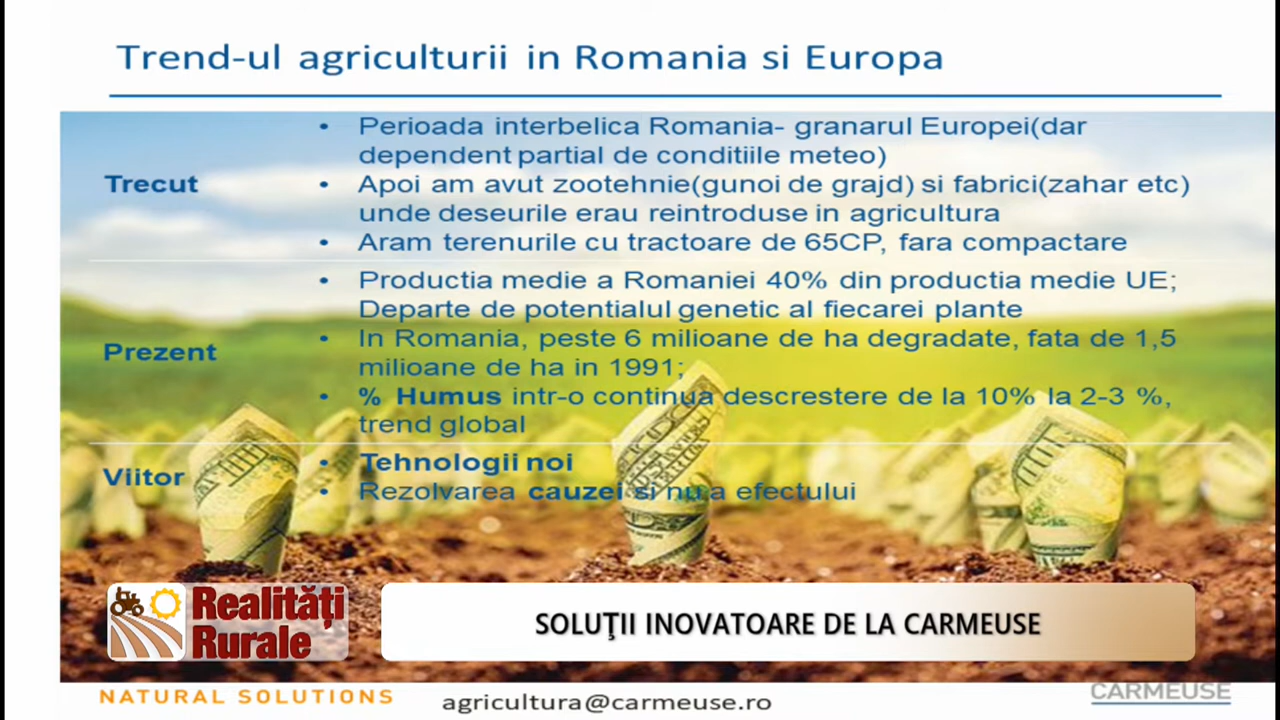 Trend-ul agriculturii in Romania si Europa
Trecut
• Perioada interbelica Romania- granarul Europei(dar
dependent partial de conditiile meteo)
• Apoi am avut zootehnie(gunoi de grajd) si fabrici(zahar etc)
unde deseurile erau reintroduse in agricultura
• Aram terenurile cu tractoare de 65CP, fara compactare
Prezent
• Productia medie a Romaniei 40% din productia medie UE;
Departe de potentialul genetic al fiecarei plante
• In Romania, peste 6 milioane de ha degradate, fata de 1,5
milioane de ha in 1991;
• % Humus intr-o continua descrestere de la 10% la 2-3 %,
trend global
Viitor
• Tehnologii noi
• Rezolvarea cauzei si nu a efectului
Realități
Rurale
SOLUŢII INOVATOARE DE LA CARMEUSE
NATURAL SOLUTIONS
agricultura@carmeuse.ro
CARMEUSE